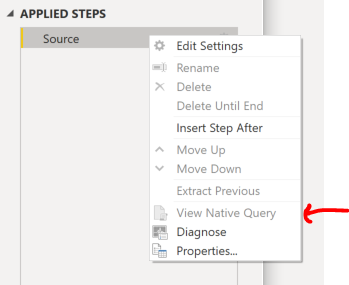 APPLIED STEPS
Source
Edit Settings
Rename
Delete
Delete Until End
Insert Step After
Move Up
Move Down
Extract Previous
View Native Query
Diagnose
Properties...